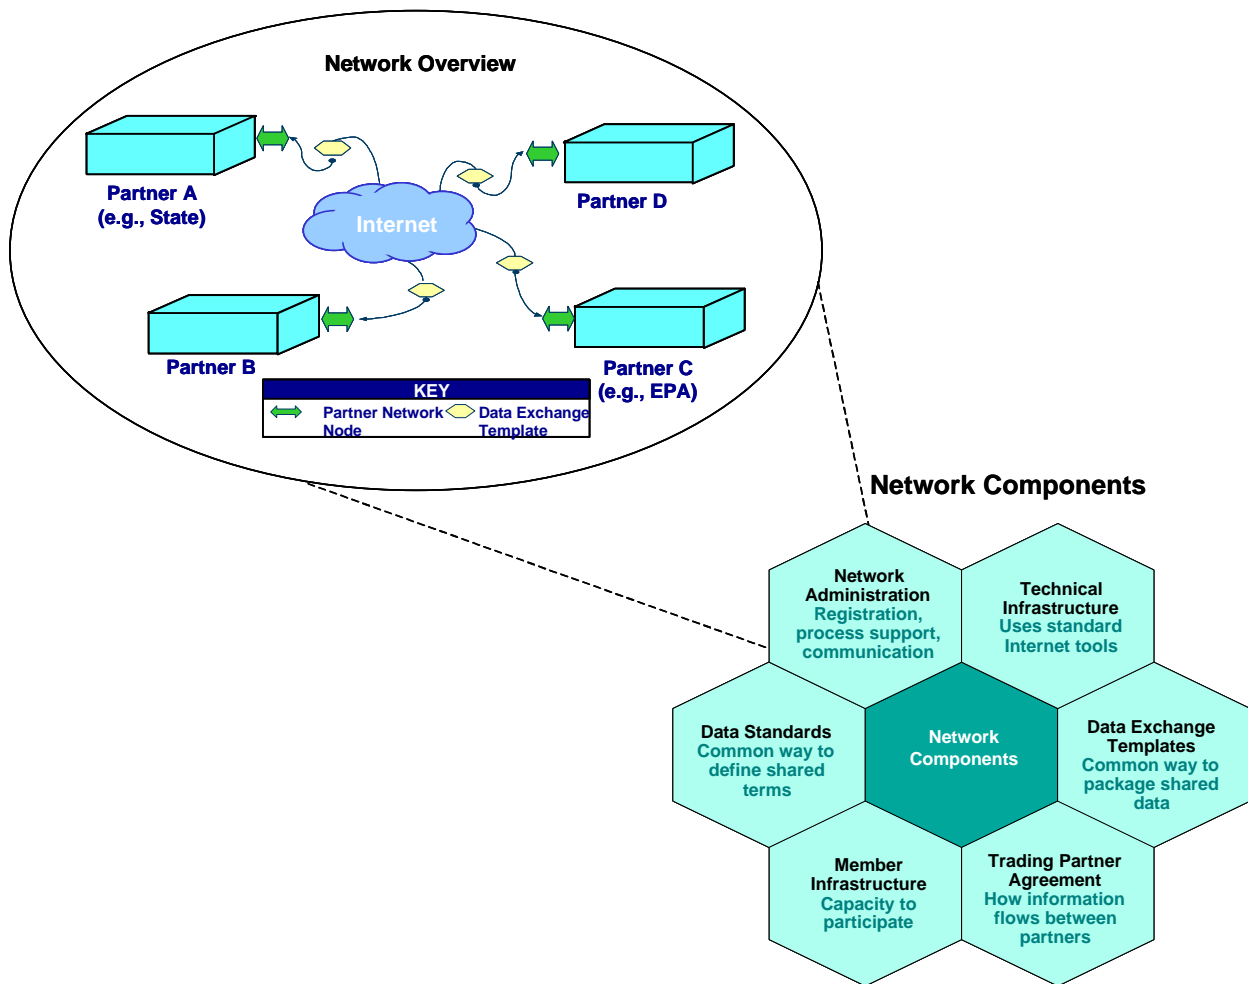 Network Overview
Partner A
(e.g., State)
Partner D
Internet
Partner B
Partner C
(e.g., EPA)
KEY
Partner Network
Node
Data Exchange
Template
Network Components
Network
Administration
Registration,
process support,
communication
Technical
Infrastructure
Uses standard
Internet tools
Data Standards
Common way to
define shared
terms
Network
Components
Data Exchange
Templates
Common way to
package shared
data
Member
Infrastructure
Capacity to
participate
Trading Partner
Agreement
How information
flows between
partners